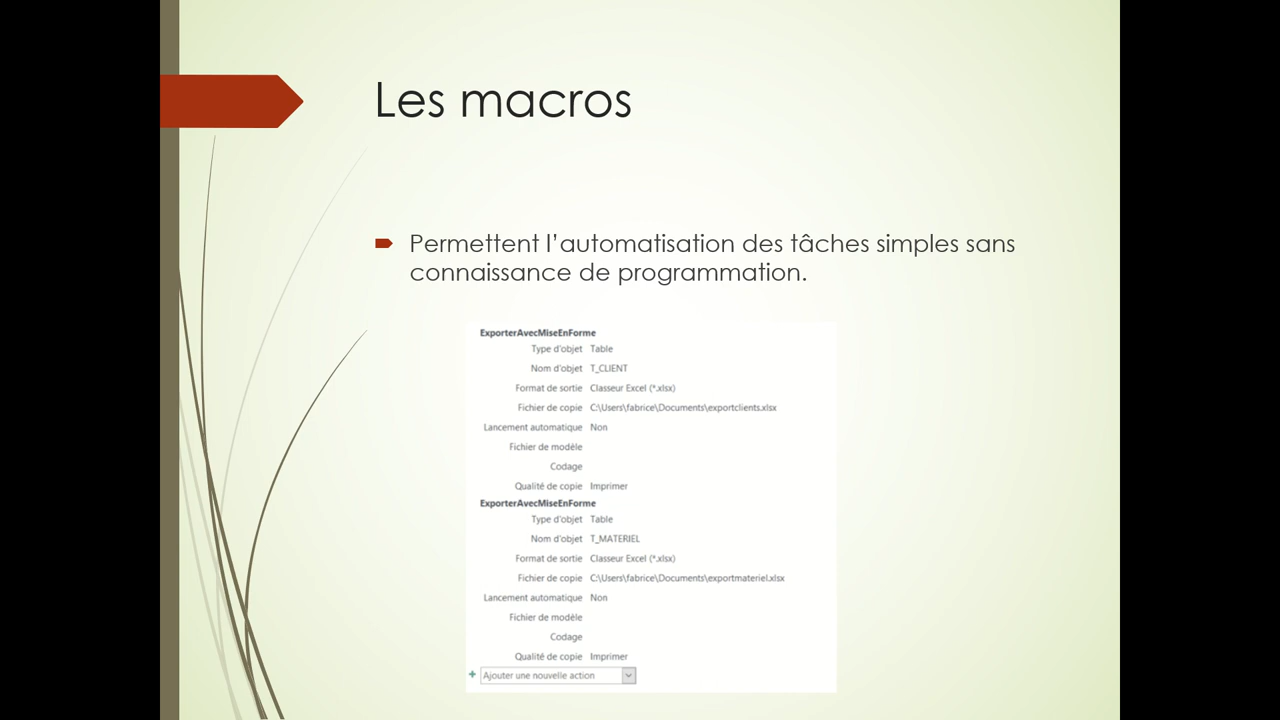 Les macros
Permettent l'automatisation des tâches simples sans
connaissance de programmation.
ExporterAvecMiseEnForme
Type d'objet Table
Nom d'objet T_CLIENT
Format de sortie Classeur Excel (*.xlsx)
Fichier de copie C:\Users\fabrice\Documents\exportclients.xlsx
Lancement automatique Non
Fichier de modèle
Codage
Qualité de copie Imprimer
ExporterAvecMiseEnForme
Type d'objet Table
Nom d'objet T_MATERIEL
Format de sortie Classeur Excel (*.xlsx)
Fichier de copie C:\Users\fabrice\Documents\exportmateriel.xlsx
Lancement automatique Non
Fichier de modèle
Codage
Qualité de copie Imprimer
Ajouter une nouvelle action